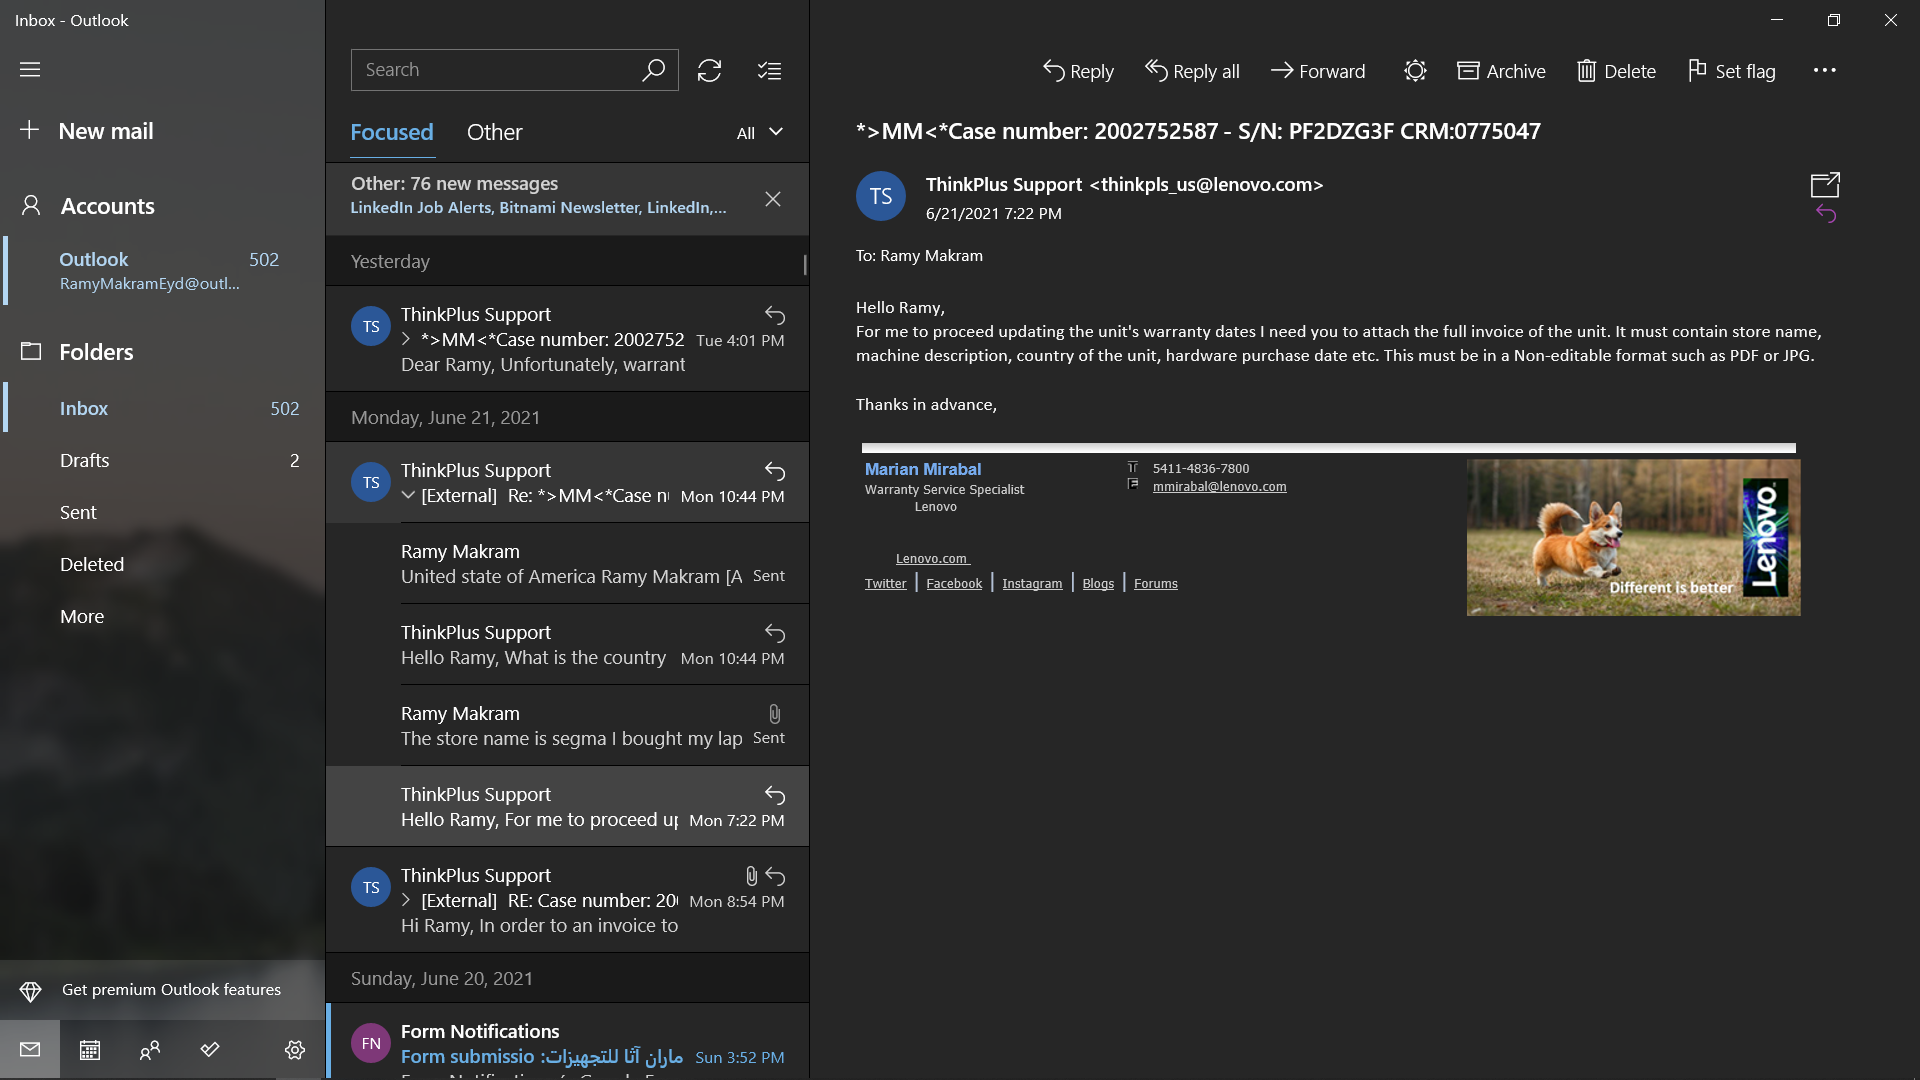 Inbox - Outlook
New mail
Accounts
Outlook 502
RamyMakramEyd@outl...
Folders
Inbox 502
Drafts 2
Sent
Deleted
More
Get premium Outlook features
Search
Focused Other All
Other: 76 new messages
LinkedIn Job Alerts, Bitnami Newsletter, LinkedIn,...
Yesterday
TS ThinkPlus Support
*>MM<*Case number: 2002752 Tue 4:01 PM
Dear Ramy, Unfortunately, warrant
Monday, June 21, 2021
TS ThinkPlus Support
[External] Re: *>MM<*Case n Mon 10:44 PM
Ramy Makram
United state of America Ramy Makram [A Sent
ThinkPlus Support
Hello Ramy, What is the country Mon 10:44 PM
Ramy Makram
The store name is segma I bought my lap Sent
ThinkPlus Support
Hello Ramy, For me to proceed up Mon 7:22 PM
TS ThinkPlus Support
[External] RE: Case number: 200 Mon 8:54 PM
Hi Ramy, In order to an invoice to
Sunday, June 20, 2021
FN Form Notifications
Form submissio :ماران آثا للتجهيزات Sun 3:52 PM
Reply Reply all Forward Archive Delete Set flag
*>MM<*Case number: 2002752587 - S/N: PF2DZG3F CRM:0775047
TS ThinkPlus Support <thinkpls_us@lenovo.com>
6/21/2021 7:22 PM
To: Ramy Makram
Hello Ramy,
For me to proceed updating the unit's warranty dates I need you to attach the full invoice of the unit. It must contain store name,
machine description, country of the unit, hardware purchase date etc. This must be in a Non-editable format such as PDF or JPG.
Thanks in advance,
Marian Mirabal
Warranty Service Specialist
Lenovo
T 5411-4836-7800
E mmirabal@lenovo.com
Lenovo.com
Twitter | Facebook | Instagram | Blogs | Forums
Different is better
Lenovo